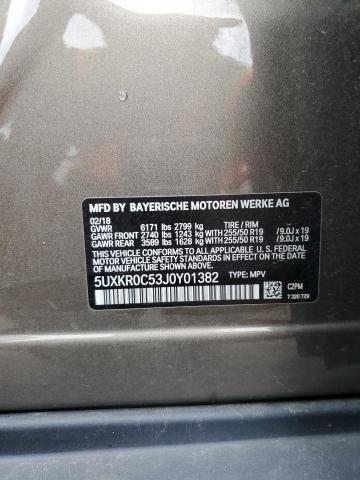 MFD BY BAYERISCHE MOTOREN WERKE AG
02/18
GVWR 6171 lbs 2799 kg TIRE / RIM
GAWR FRONT 2740 lbs 1243 kg WITH 255/50 R19 /9.0J x 19
GAWR REAR 3589 lbs 1628 kg WITH 255/50 R19 /9.0J x 19
THIS VEHICLE CONFORMS TO ALL APPLICABLE U.S. FEDERAL
MOTOR VEHICLE SAFETY STANDARDS IN EFFECT ON THE
DATE OF MANUFACTURE SHOWN ABOVE.
5UXKR0C53J0Y01382 TYPE: MPV
C2PM
7 320 729